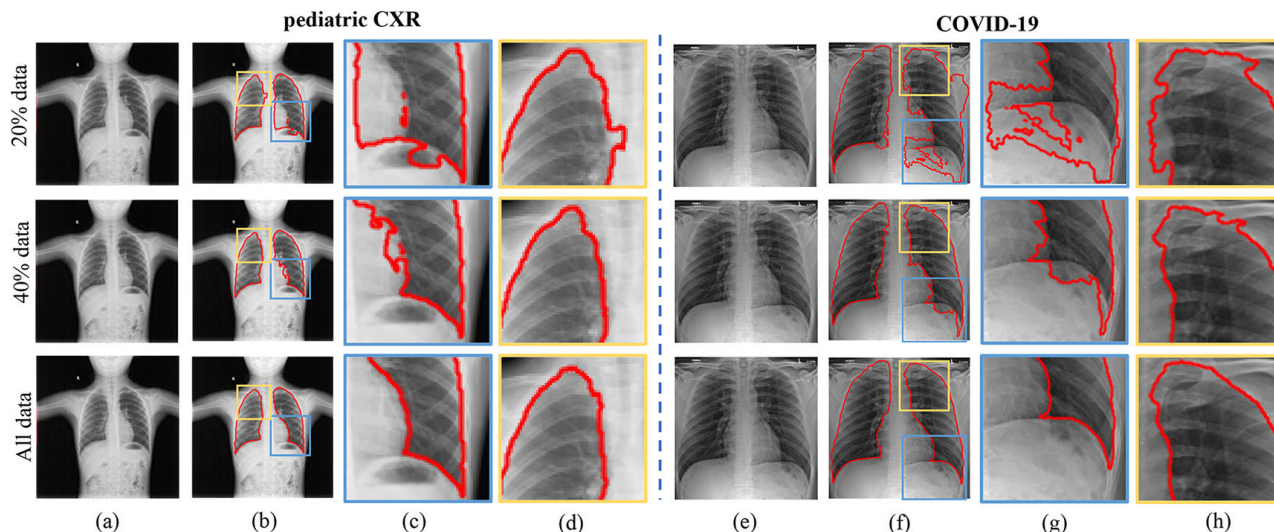 pediatric CXR
COVID-19
20% data
40% data
All data
(a)
(b)
(c)
(d)
(e)
(f)
(g)
(h)